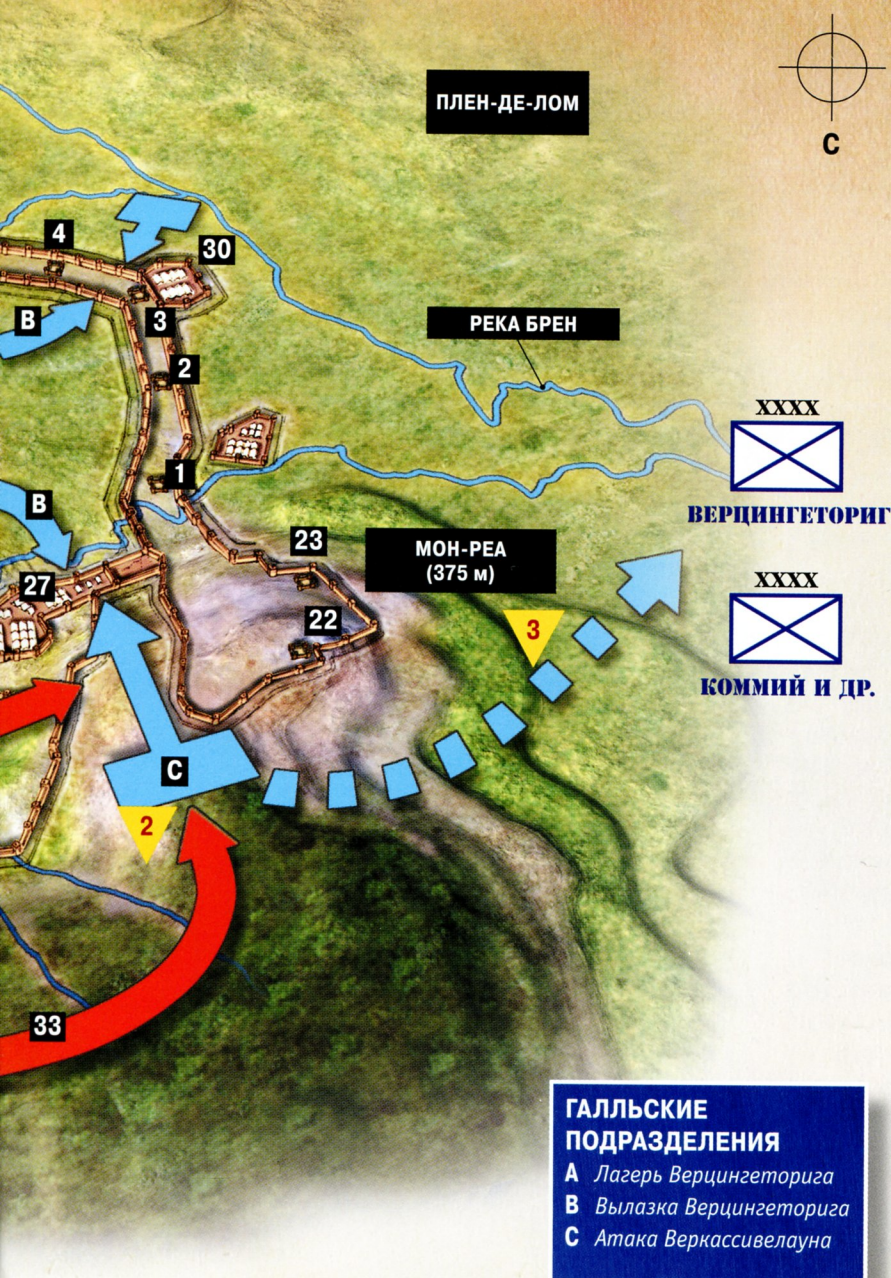 ПЛЕН-ДЕ-ЛОМ
С
4
30
В
3
РЕКА БРЕН
2
XXXX
1
В
ВЕРЦИНГЕТОРИГ
23
МОН-РЕА
(375 м)
27
XXXX
22
3
КОММИЙ И ДР.
С
2
33
ГАЛЛЬСКИЕ
ПОДРАЗДЕЛЕНИЯ
А Лагерь Верцингеторига
В Вылазка Верцингеторига
С Атака Веркассивелауна